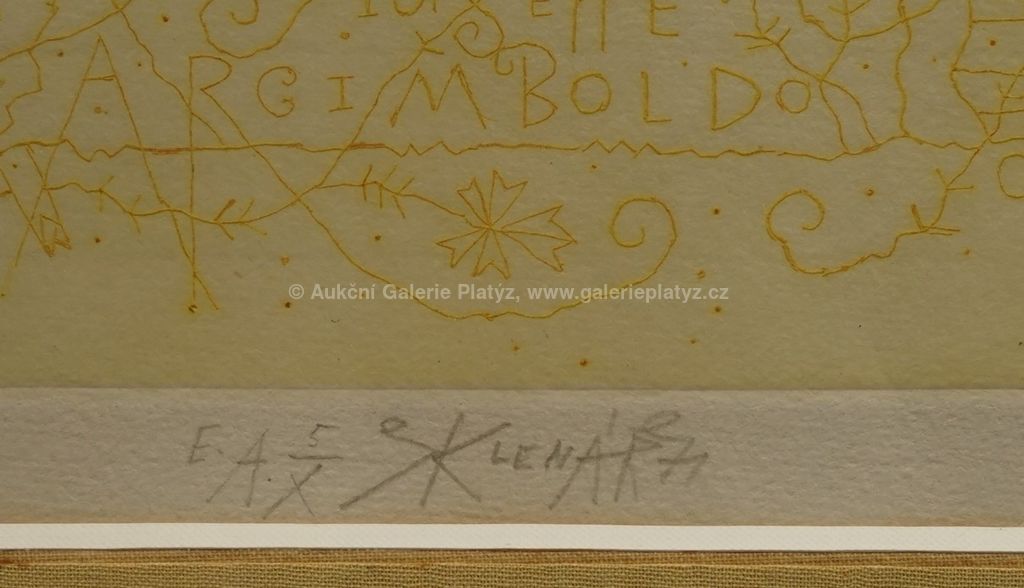 ARCIMBOLDO
© Aukční Galerie Platýz, www.galerieplatyz.cz
E. A 5/X SKLENÁŘ 71